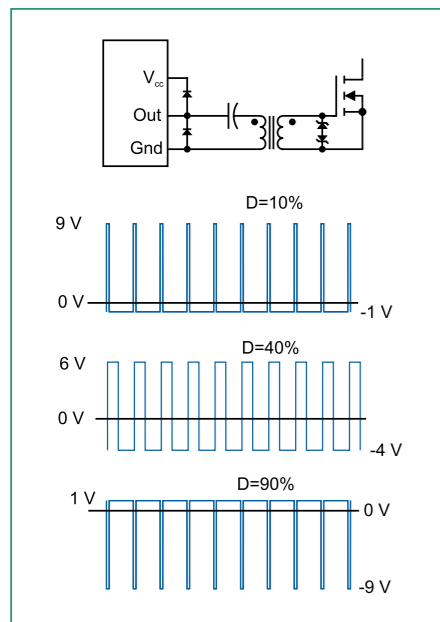 Vcc
Out
Gnd
D=10%
9 V
0 V
-1 V
D=40%
6 V
0 V
-4 V
D=90%
1 V
0 V
-9 V